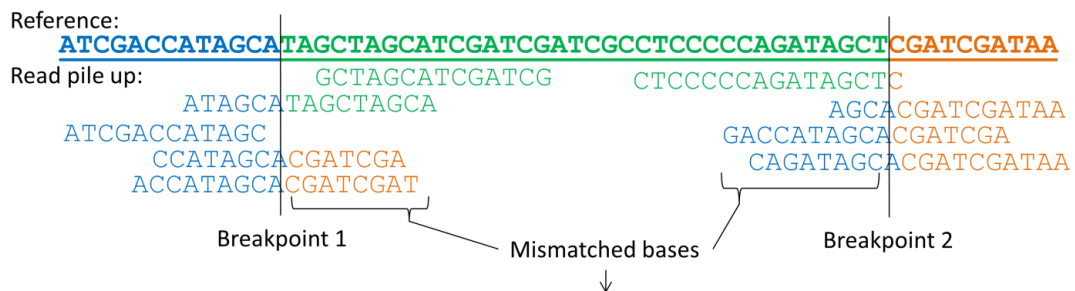 Reference:
ATCGACCATAGCATAGCTAGCATCGATCGATCGCCTCCCCCAGATAGCTCGATCGATAA
Read pile up:
GCTAGCATCGATCG CTCCCCCAGATAGCTC
ATAGCATAGCTAGCA AGCACGATCGATAA
ATCGACCATAGC GACCATAGCACGATCGA
CCATAGCACGATCGA CAGATAGCACGATCGATAA
ACCATAGCACGATCGAT
Breakpoint 1 Mismatched bases Breakpoint 2